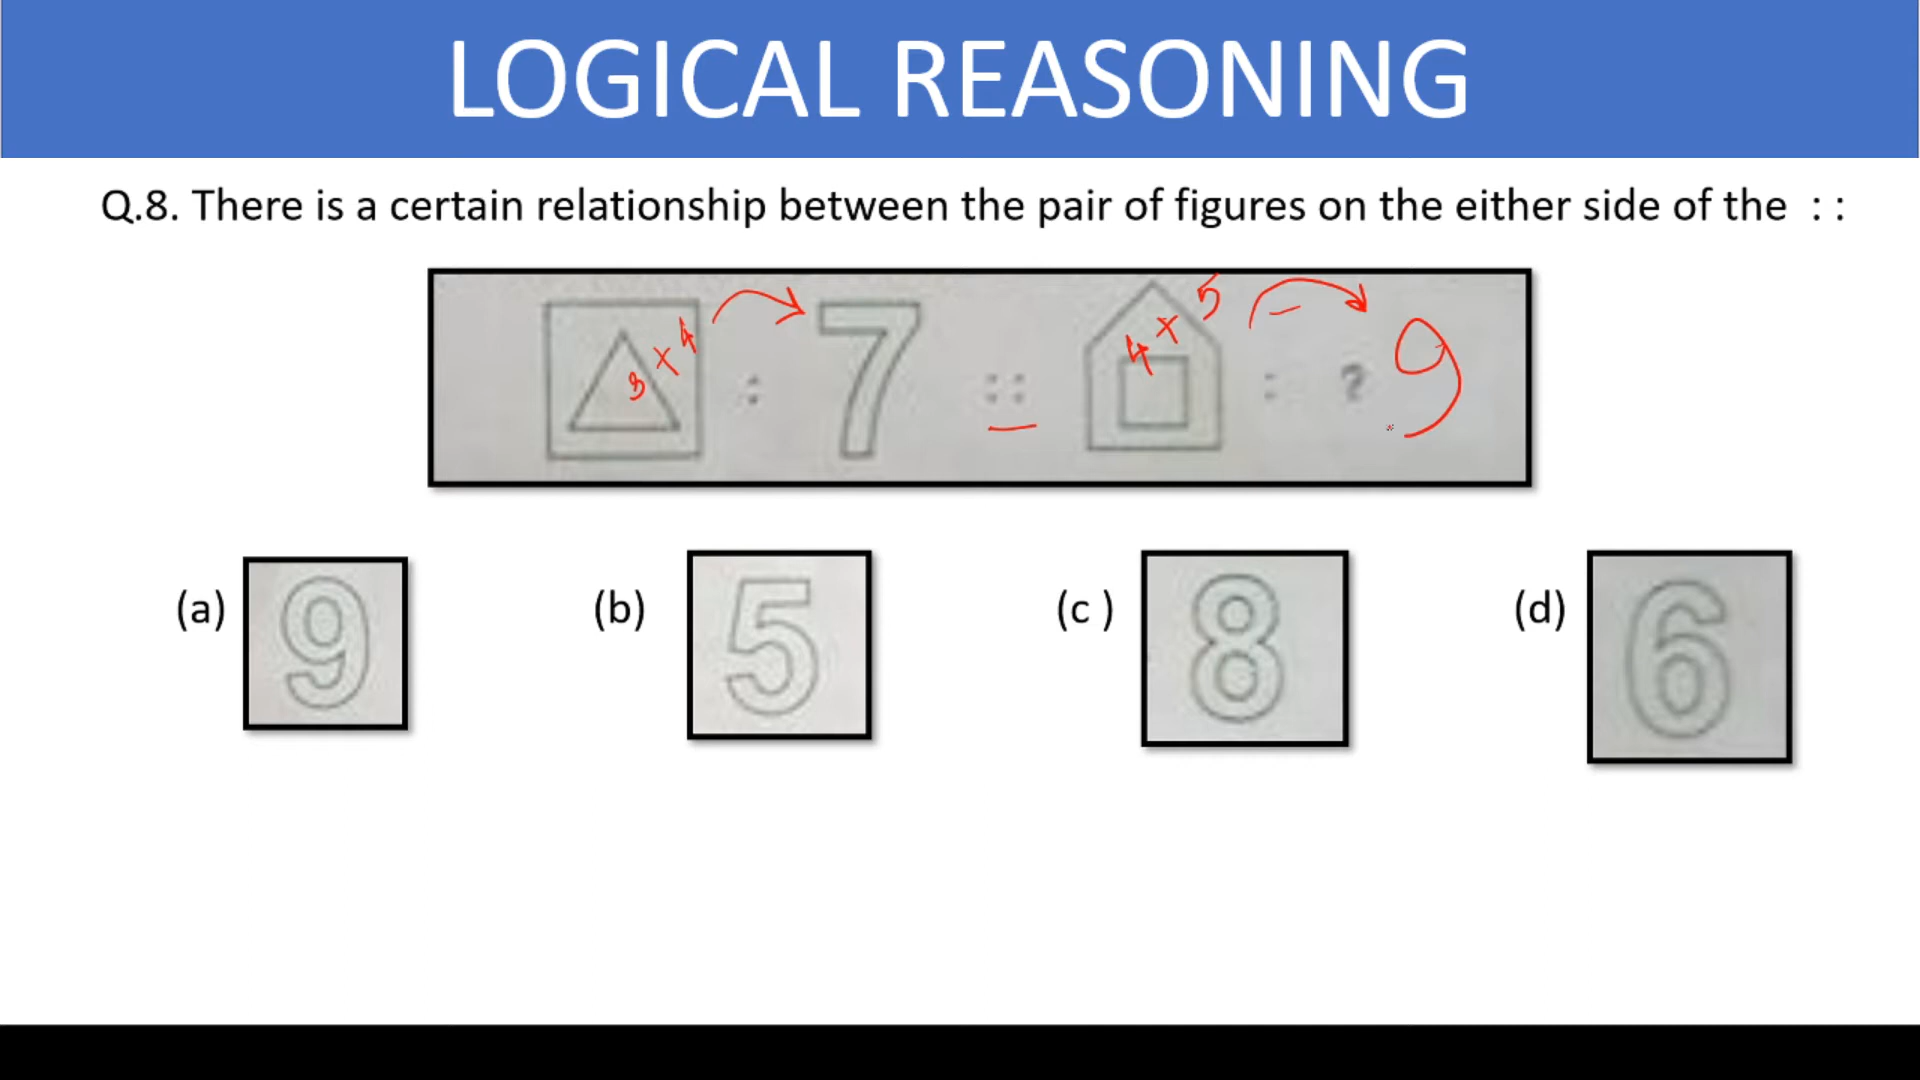 LOGICAL REASONING
Q.8. There is a certain relationship between the pair of figures on the either side of the : :
3 + 4 : 7 : : 4 + 5 : ? 9
(a) 9 (b) 5 (c ) 8 (d) 6